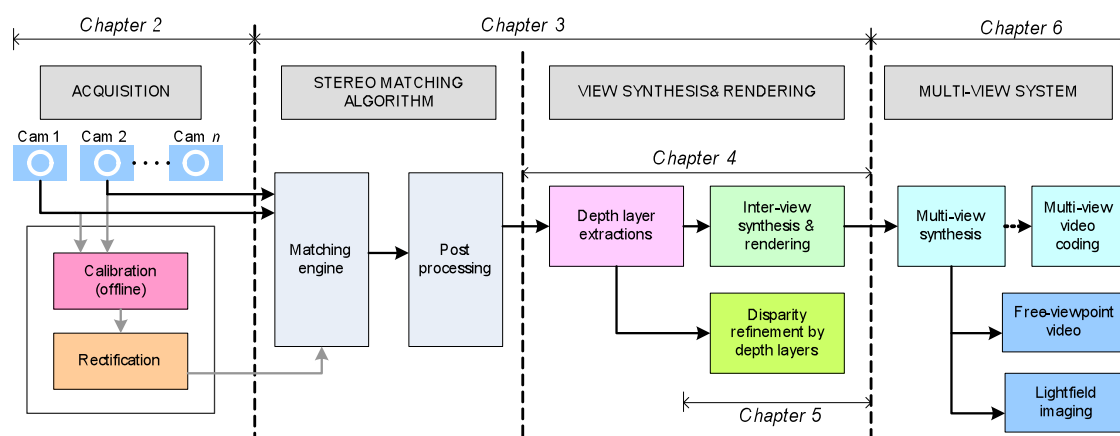 Chapter 2
Chapter 3
Chapter 6
ACQUISITION
STEREO MATCHING
ALGORITHM
VIEW SYNTHESIS& RENDERING
MULTI-VIEW SYSTEM
Cam 1
Cam 2
Cam n
Chapter 4
Matching
engine
Post
processing
Depth layer
extractions
Inter-view
synthesis &
rendering
Multi-view
synthesis
Multi-view
video
coding
Calibration
(offline)
Rectification
Disparity
refinement by
depth layers
Free-viewpoint
video
Lightfield
imaging
Chapter 5